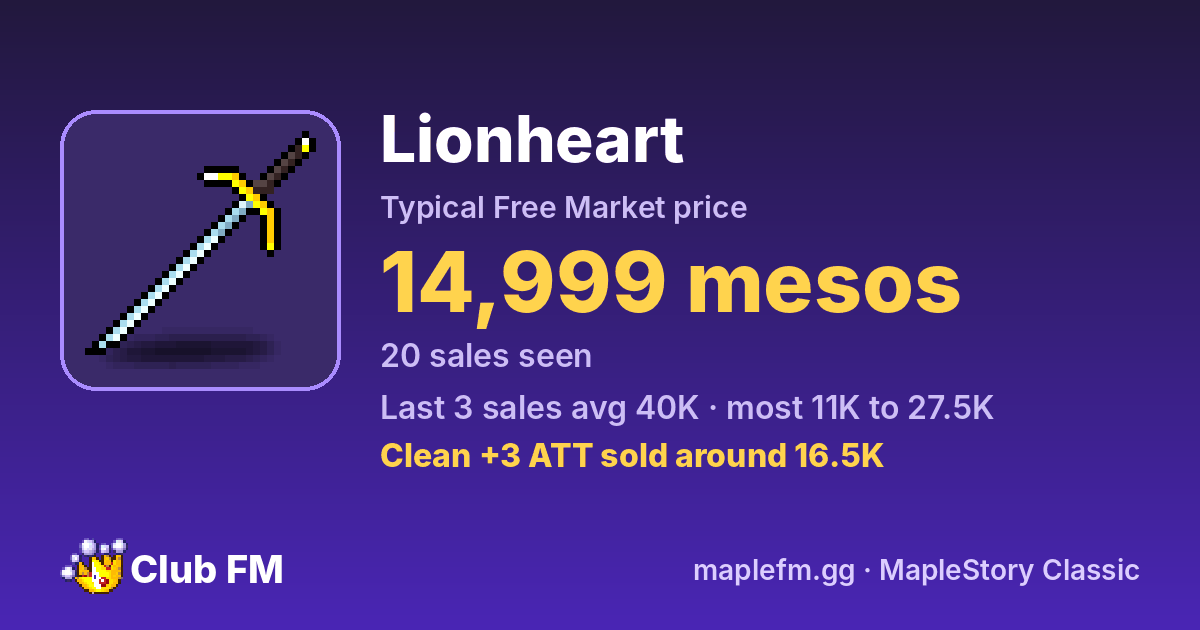 Lionheart
Typical Free Market price
14,999 mesos
20 sales seen
Last 3 sales avg 40K · most 11K to 27.5K
Clean +3 ATT sold around 16.5K
Club FM
maplefm.gg · MapleStory Classic